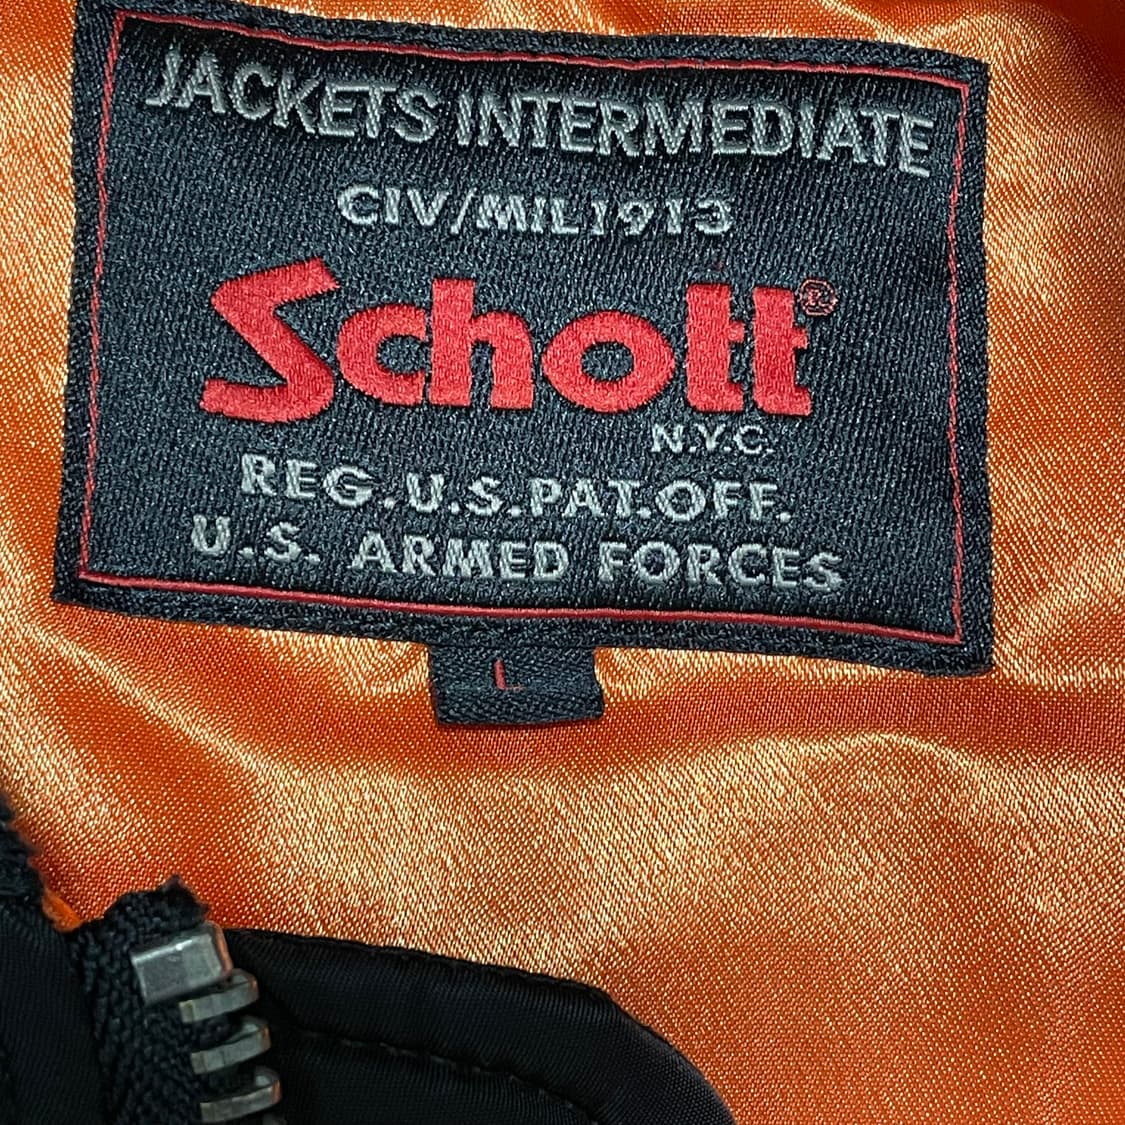 JACKETS INTERMEDIATE
CIV/MIL1913
Schott®
N.Y.C.
REG.U.S.PAT.OFF.
U.S. ARMED FORCES
L